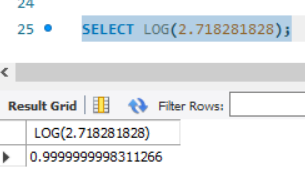 24
25 SELECT LOG(2.718281828);
Result Grid Filter Rows:
LOG(2.718281828)
0.9999999998311266